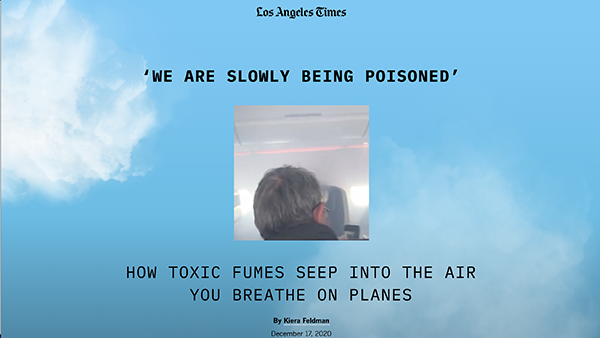 Los Angeles Times
‘WE ARE SLOWLY BEING POISONED’
HOW TOXIC FUMES SEEP INTO THE AIR
YOU BREATHE ON PLANES
By Kiera Feldman
December 17, 2020